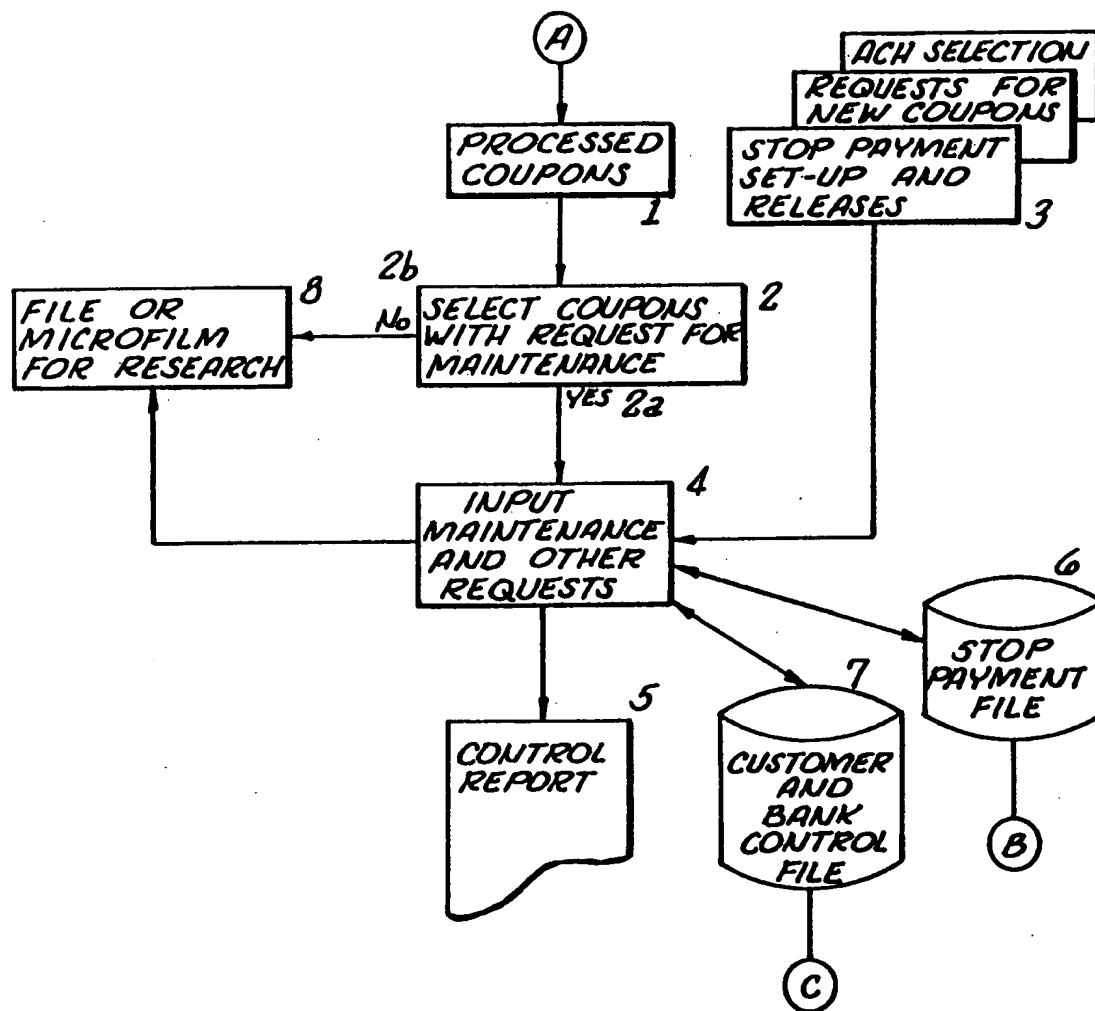 A
ACH SELECTION
REQUESTS FOR
NEW COUPONS
STOP PAYMENT
SET-UP AND
RELEASES
3
PROCESSED
COUPONS
1
2b
8
FILE OR
MICROFILM
FOR RESEARCH
No
SELECT COUPONS
WITH REQUEST FOR
MAINTENANCE
2
YES 2a
4
INPUT
MAINTENANCE
AND OTHER
REQUESTS
6
STOP
PAYMENT
FILE
5
CONTROL
REPORT
7
CUSTOMER
AND
BANK
CONTROL
FILE
B
C